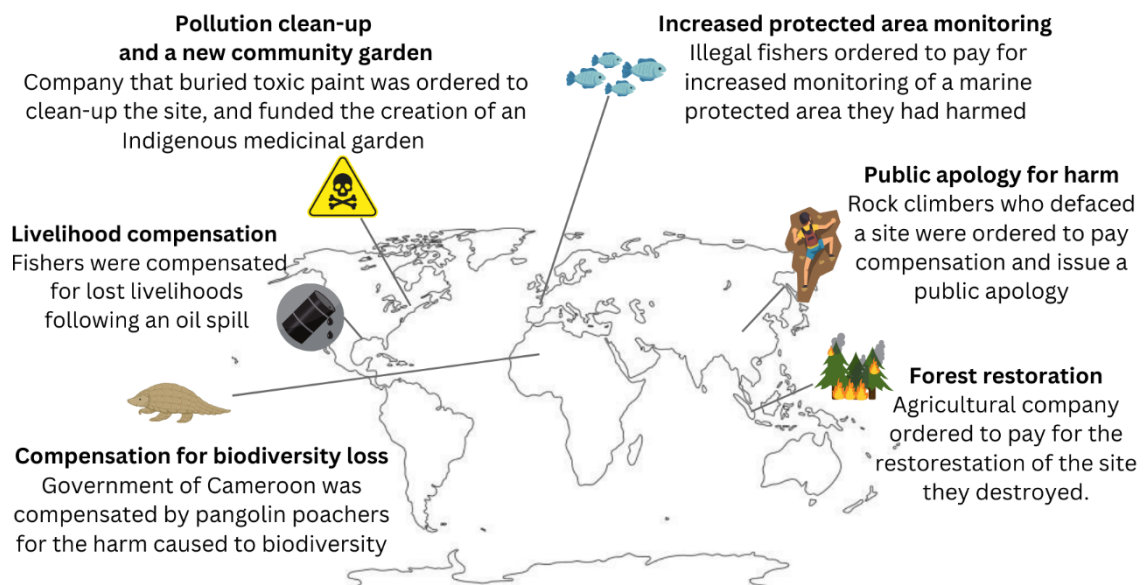 Pollution clean-up
and a new community garden
Company that buried toxic paint was ordered to
clean-up the site, and funded the creation of an
Indigenous medicinal garden
Increased protected area monitoring
Illegal fishers ordered to pay for
increased monitoring of a marine
protected area they had harmed
Livelihood compensation
Fishers were compensated
for lost livelihoods
following an oil spill
Public apology for harm
Rock climbers who defaced
a site were ordered to pay
compensation and issue a
public apology
Compensation for biodiversity loss
Government of Cameroon was
compensated by pangolin poachers
for the harm caused to biodiversity
Forest restoration
Agricultural company
ordered to pay for the
restorestation of the site
they destroyed.